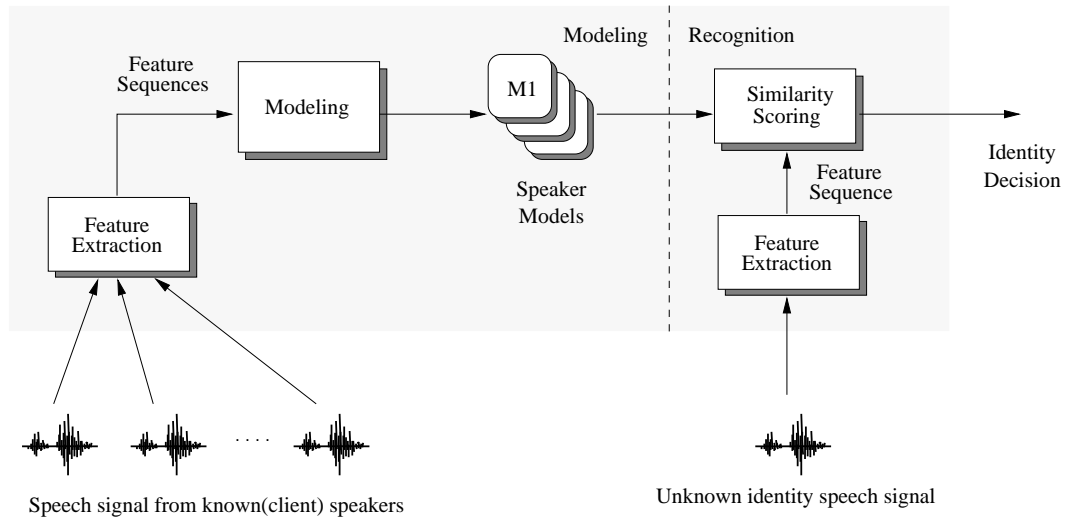 Modeling
Recognition
Feature
Sequences
Modeling
M1
Similarity
Scoring
Identity
Decision
Speaker
Models
Feature
Sequence
Feature
Extraction
Feature
Extraction
. . . .
Speech signal from known(client) speakers
Unknown identity speech signal